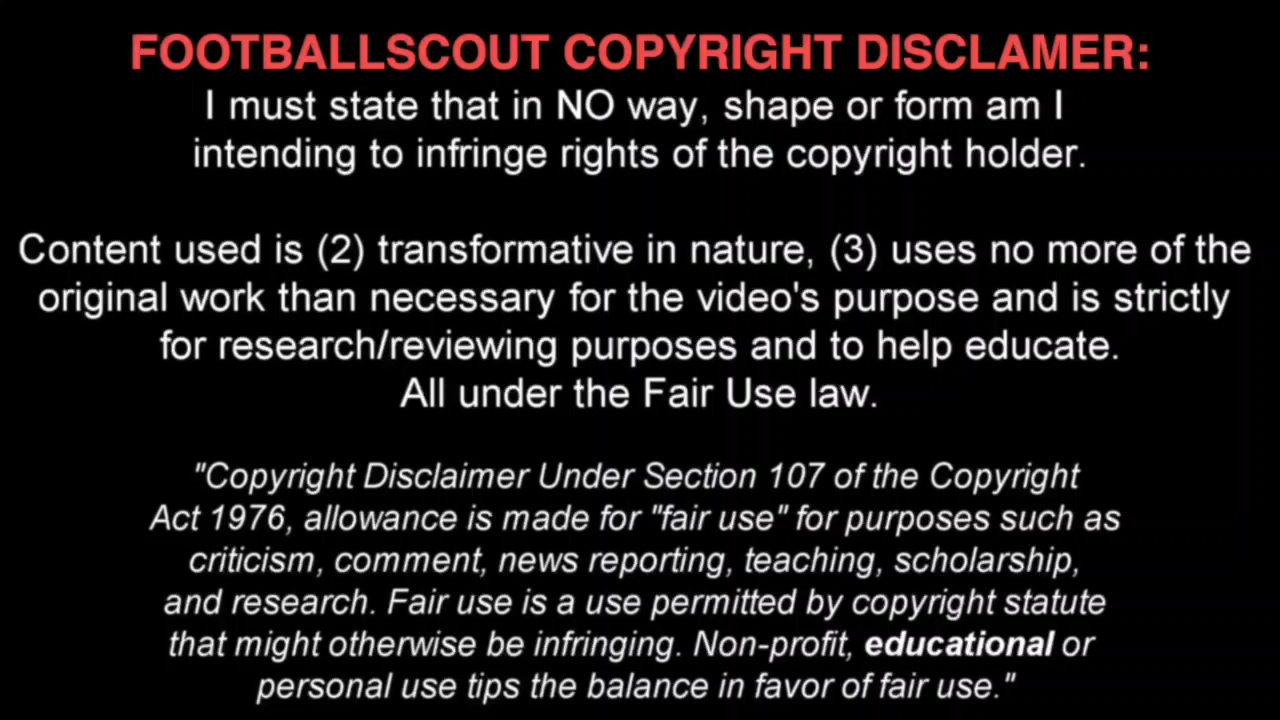 FOOTBALLSCOUT COPYRIGHT DISCLAMER:
I must state that in NO way, shape or form am I
intending to infringe rights of the copyright holder.
Content used is (2) transformative in nature, (3) uses no more of the
original work than necessary for the video's purpose and is strictly
for research/reviewing purposes and to help educate.
All under the Fair Use law.
"Copyright Disclaimer Under Section 107 of the Copyright
Act 1976, allowance is made for "fair use" for purposes such as
criticism, comment, news reporting, teaching, scholarship,
and research. Fair use is a use permitted by copyright statute
that might otherwise be infringing. Non-profit, educational or
personal use tips the balance in favor of fair use."